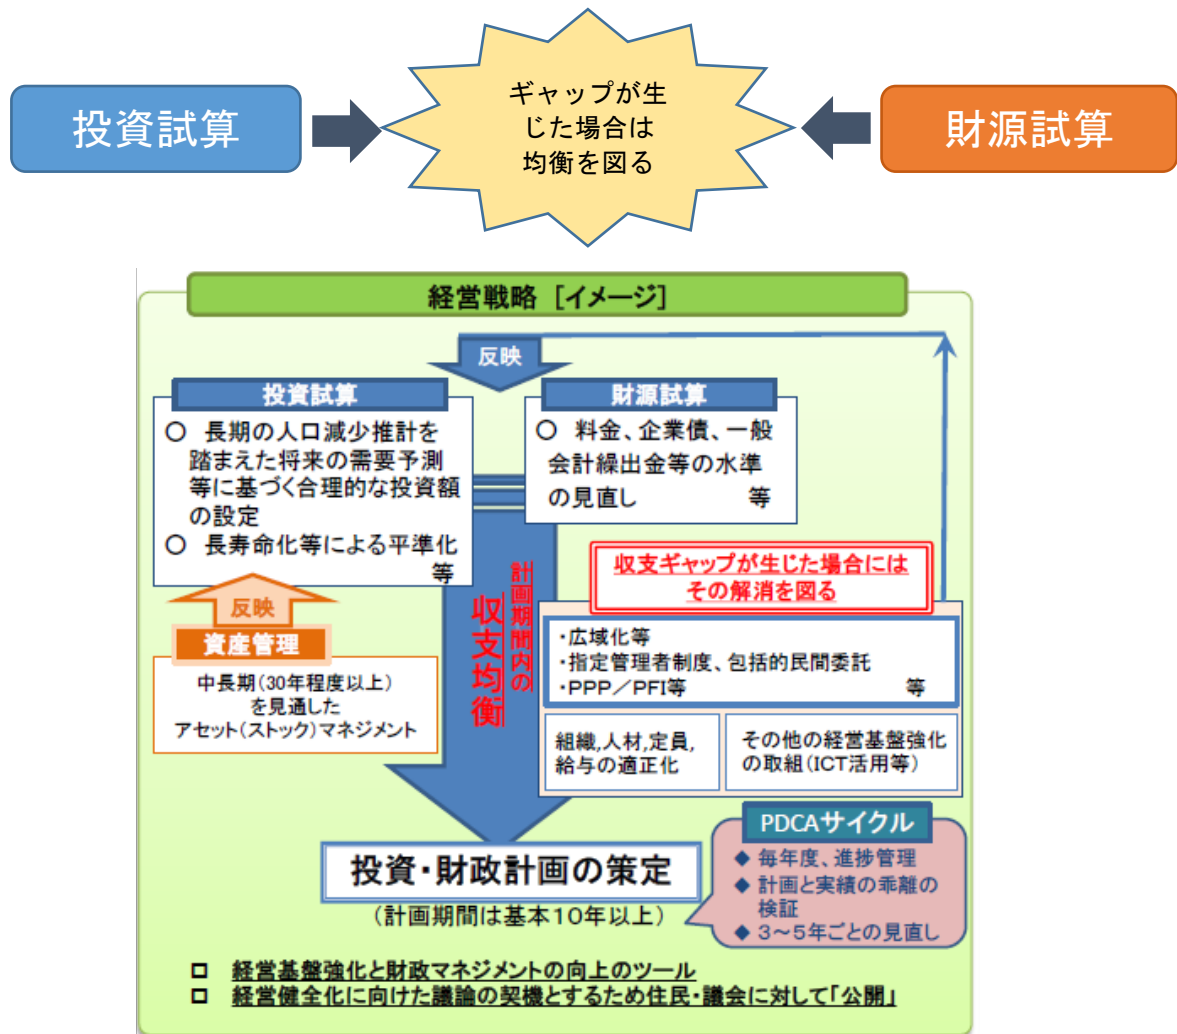 投資試算
ギャップが生
じた場合は
均衡を図る
財源試算
経営戦略 [イメージ]
反映
投資試算
○ 長期の人口減少推計を
踏まえた将来の需要予測
等に基づく合理的な投資額
の設定
○ 長寿命化等による平準化
等
財源試算
○ 料金、企業債、一般
会計繰出金等の水準
の見直し 等
反映
資産管理
中長期(30年程度以上)
を見通した
アセット(ストック)マネジメント
計画期間内の
収支均衡
収支ギャップが生じた場合には
その解消を図る
・広域化等
・指定管理者制度、包括的民間委託
・PPP/PFI等 等
組織,人材,定員,
給与の適正化
その他の経営基盤強化
の取組(ICT活用等)
投資・財政計画の策定
(計画期間は基本10年以上)
PDCAサイクル
◆ 毎年度、進捗管理
◆ 計画と実績の乖離の
検証
◆ 3~5年ごとの見直し
□ 経営基盤強化と財政マネジメントの向上のツール
□ 経営健全化に向けた議論の契機とするため住民・議会に対して「公開」